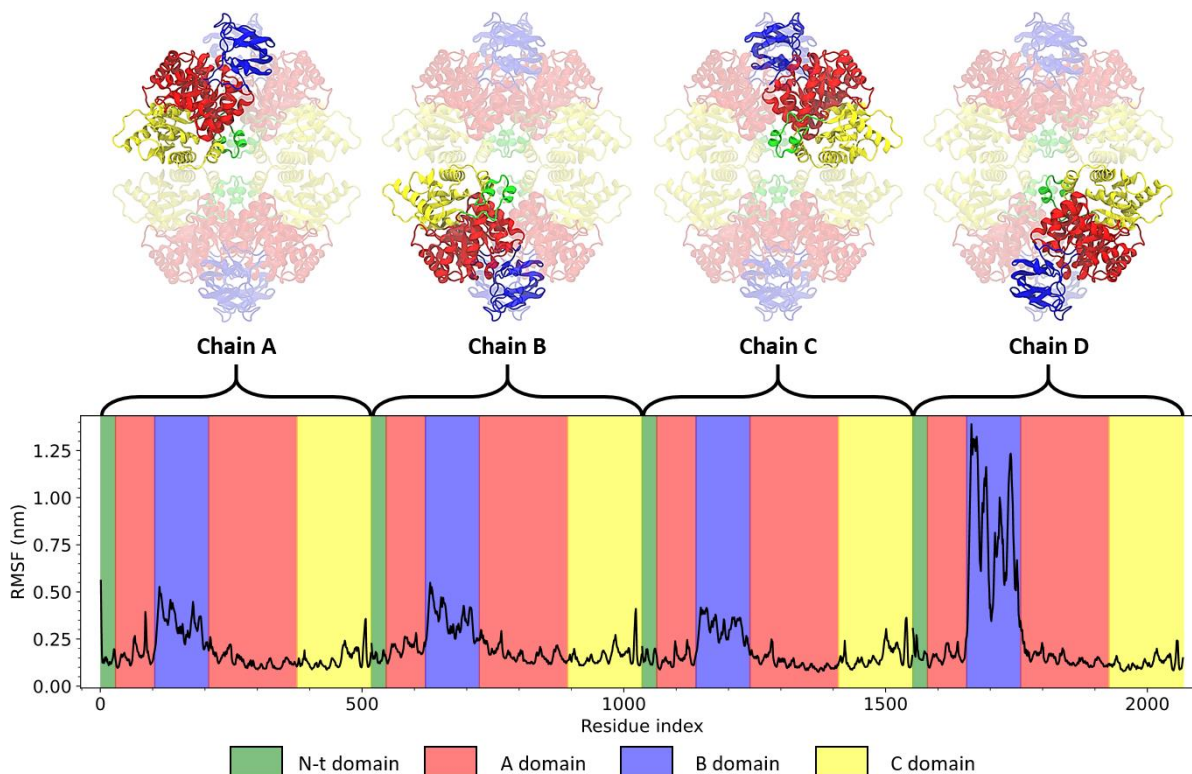 Chain A
Chain B
Chain C
Chain D
RMSF (nm)
1.25
1.00
0.75
0.50
0.25
0.00
0
500
1000
1500
2000
Residue index
N-t domain
A domain
B domain
C domain